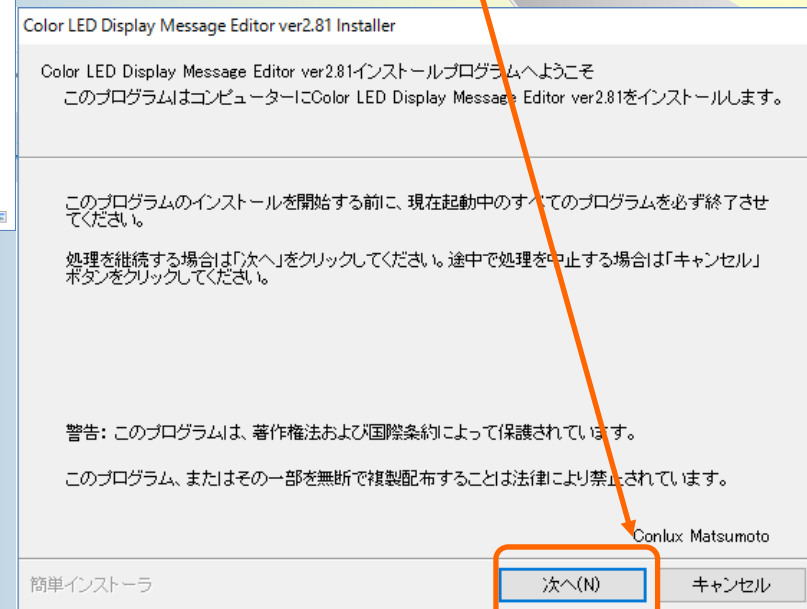 Color LED Display Message Editor ver2.81 Installer
Color LED Display Message Editor ver2.81インストールプログラムへようこそ
このプログラムはコンピューターにColor LED Display Message Editor ver2.81をインストールします。
このプログラムのインストールを開始する前に、現在起動中のすべてのプログラムを必ず終了させ
てください。
処理を継続する場合は「次へ」をクリックしてください。途中で処理を中止する場合は「キャンセル」
ボタンをクリックしてください。
警告: このプログラムは、著作権法および国際条約によって保護されています。
このプログラム、またはその一部を無断で複製配布することは法律により禁止されています。
Conlux Matsumoto
簡単インストーラ
次へ(N)
キャンセル